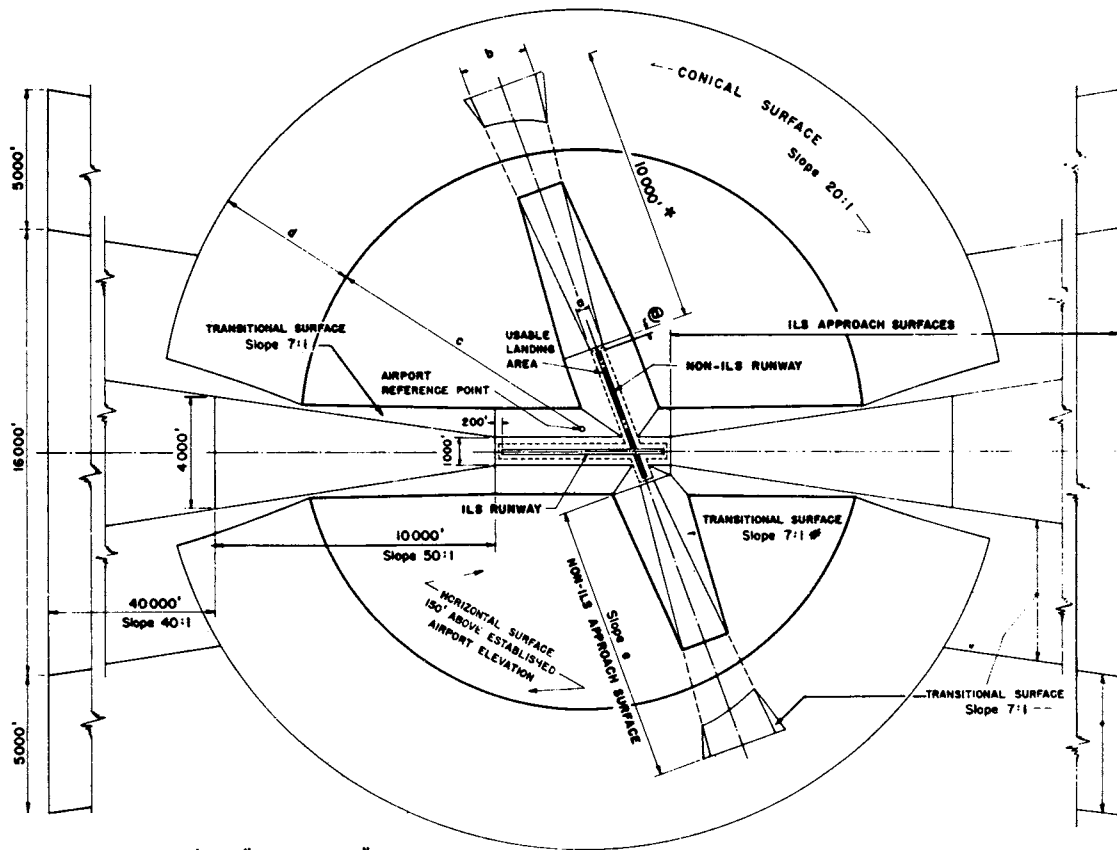 b
CONICAL SURFACE
Slope 20:1
10000' *
5000'
d
c
a
@
TRANSITIONAL SURFACE
Slope 7:1
USABLE
LANDING
AREA
ILS APPROACH SURFACES
NON-ILS RUNWAY
AIRPORT
REFERENCE POINT
200'
16000'
4000'
1000'
ILS RUNWAY
TRANSITIONAL SURFACE
Slope 7:1 #
10000'
Slope 50:1
40000'
Slope 40:1
HORIZONTAL SURFACE
150' ABOVE ESTABLISHED
AIRPORT ELEVATION
Slope e
NON-ILS APPROACH SURFACE
TRANSITIONAL SURFACE
Slope 7:1
5000'